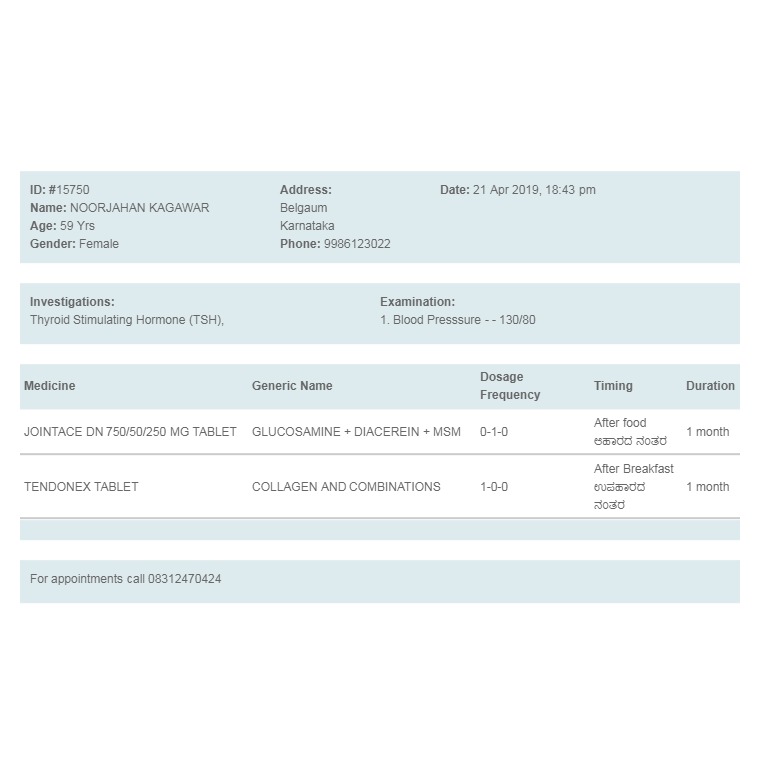 ID: #15750
Name: NOORJAHAN KAGAWAR
Age: 59 Yrs
Gender: Female
Address:
Belgaum
Karnataka
Phone: 9986123022
Date: 21 Apr 2019, 18:43 pm
Investigations:
Thyroid Stimulating Hormone (TSH),
Examination:
1. Blood Presssure - - 130/80
Medicine Generic Name Dosage Frequency Timing Duration
JOINTACE DN 750/50/250 MG TABLET GLUCOSAMINE + DIACEREIN + MSM 0-1-0 After food 1 month
ಆಹಾರದ ನಂತರ
TENDONEX TABLET COLLAGEN AND COMBINATIONS 1-0-0 After Breakfast 1 month
ಉಪಹಾರದ
ನಂತರ
For appointments call 08312470424